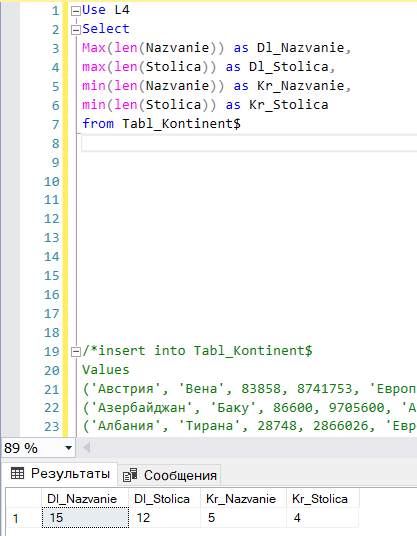 1 Use L4
2 Select
3 Max(len(Nazvanie)) as Dl_Nazvanie,
4 max(len(Stolica)) as Dl_Stolica,
5 min(len(Nazvanie)) as Kr_Nazvanie,
6 min(len(Stolica)) as Kr_Stolica
7 from Tabl_Kontinent$
8
9
10
11
12
13
14
15
16
17
18
19 /*insert into Tabl_Kontinent$
20 Values
21 ('Австрия', 'Вена', 83858, 8741753, 'Европ
22 ('Азербайджан', 'Баку', 86600, 9705600, 'А
23 ('Албания', 'Тирана', 28748, 2866026, 'Евр
89 %
Результаты Сообщения
Dl_Nazvanie Dl_Stolica Kr_Nazvanie Kr_Stolica
1 15 12 5 4